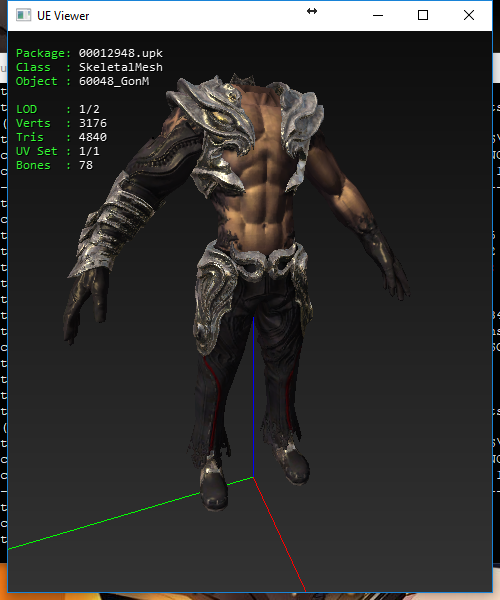 UE Viewer
Package: 00012948.upk
Class : SkeletalMesh
Object : 60048_GonM
LOD : 1/2
Verts : 3176
Tris : 4840
UV Set : 1/1
Bones : 78